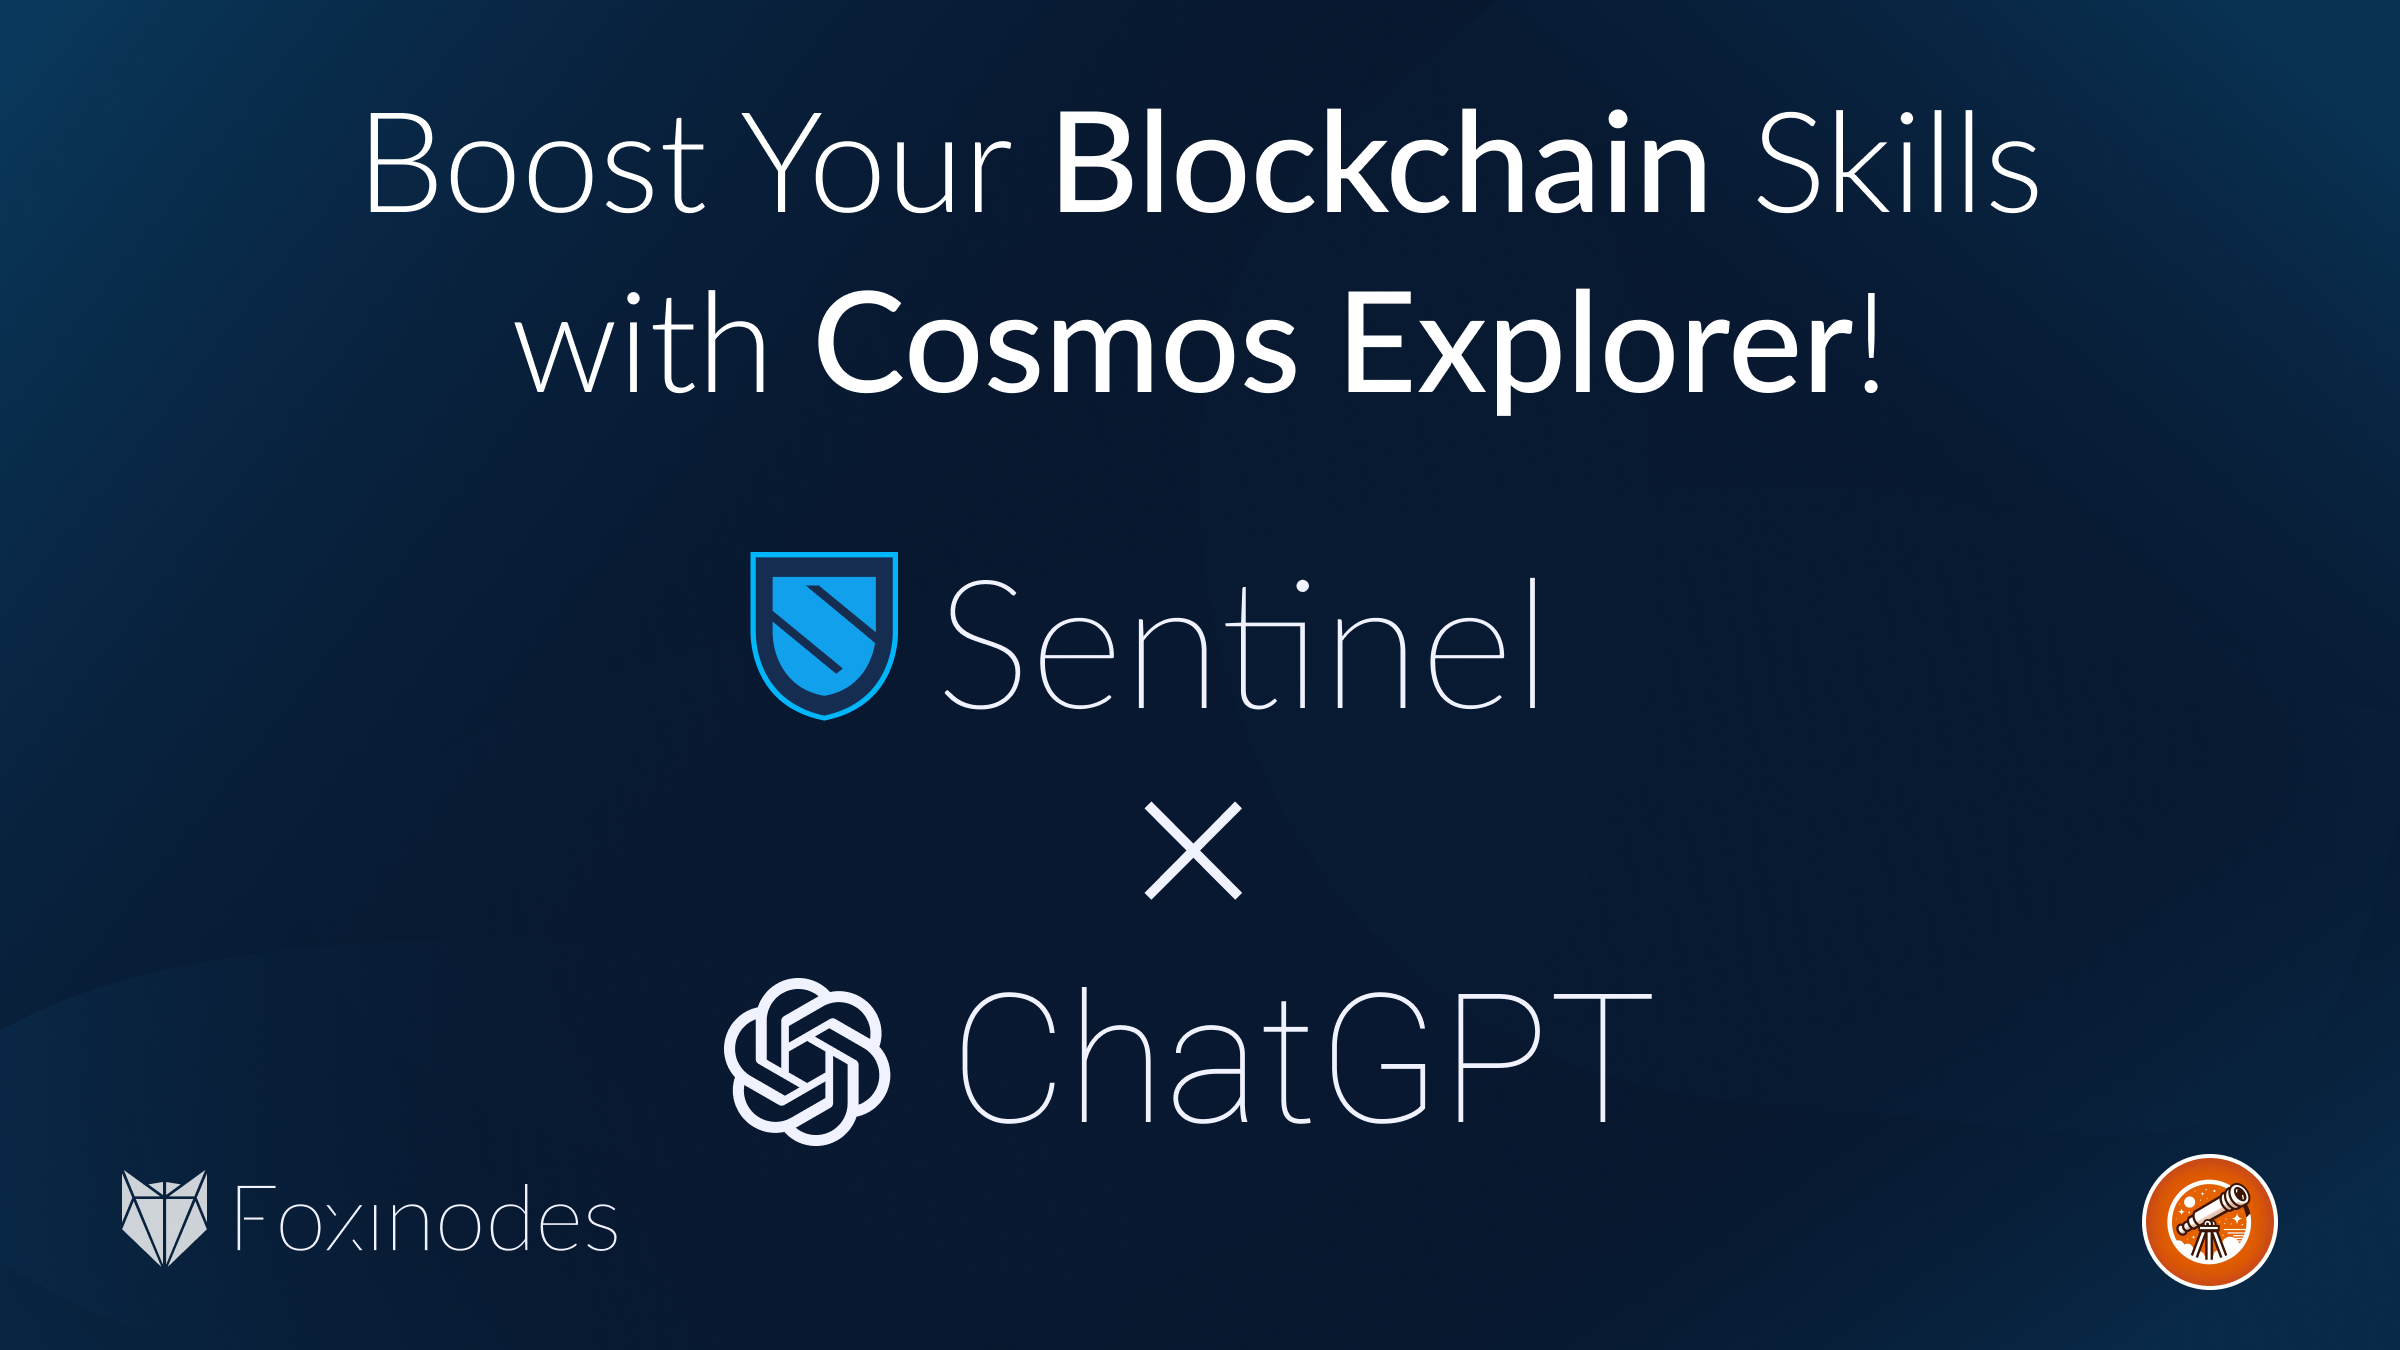 Boost Your Blockchain Skills
with Cosmos Explorer!
Sentinel
×
ChatGPT
Foxinodes